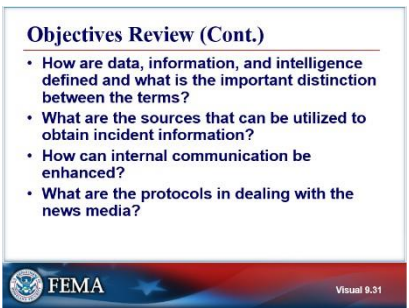 Objectives Review (Cont.)
• How are data, information, and intelligence
defined and what is the important distinction
between the terms?
• What are the sources that can be utilized to
obtain incident information?
• How can internal communication be
enhanced?
• What are the protocols in dealing with the
news media?
FEMA
Visual 9.31